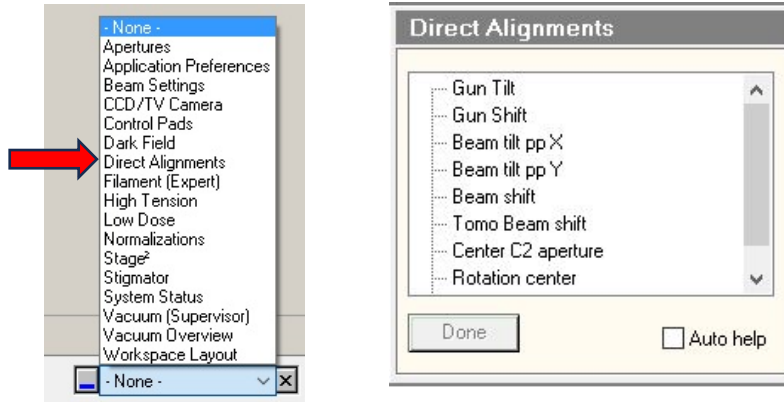 - None -
Apertures
Application Preferences
Beam Settings
CCD/TV Camera
Control Pads
Dark Field
Direct Alignments
Filament (Expert)
High Tension
Low Dose
Normalizations
Stage²
Stigmator
System Status
Vacuum (Supervisor)
Vacuum Overview
Workspace Layout
- None -
Direct Alignments
Gun Tilt
Gun Shift
Beam tilt pp X
Beam tilt pp Y
Beam shift
Tomo Beam shift
Center C2 aperture
Rotation center
Done
Auto help